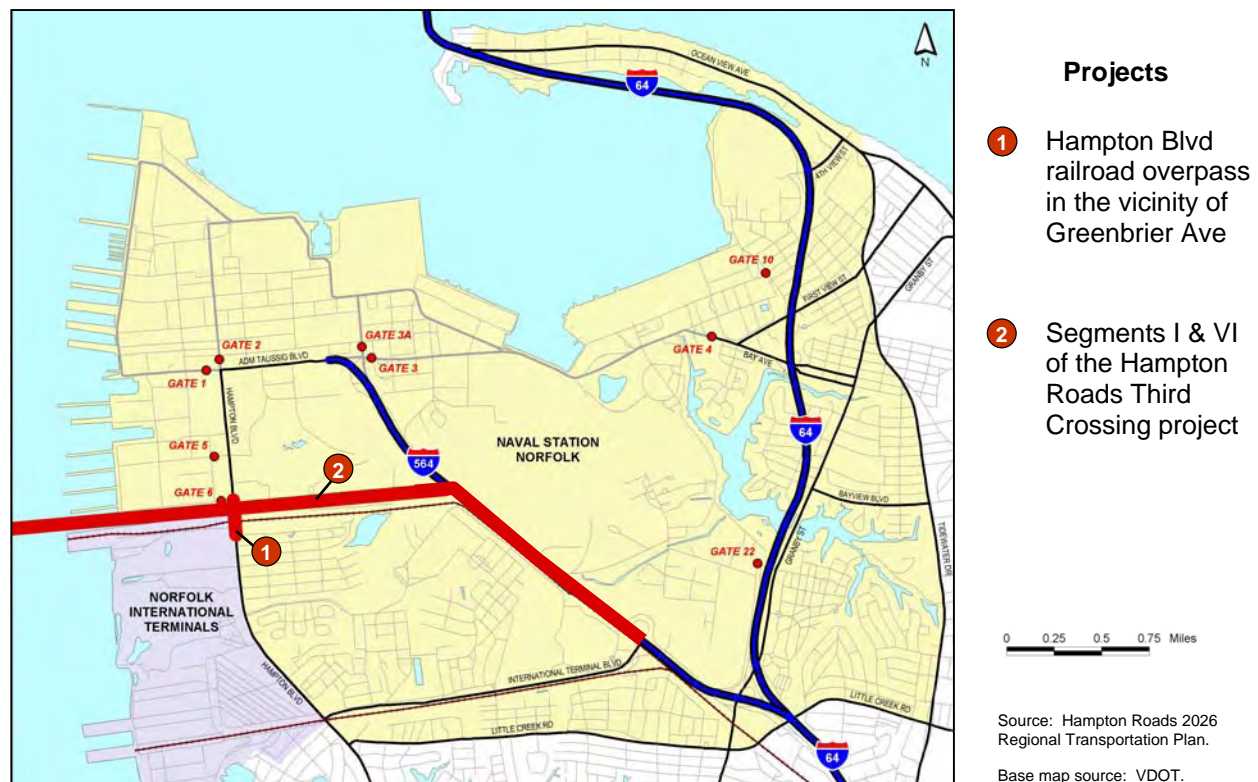 N
OCEAN VIEW AVE
64
4TH VIEW ST
GATE 10
FIRST VIEW ST
GRANBY ST
GATE 3A
GATE 2
GATE 4
ADM TAUSSIG BLVD
GATE 3
BAY AVE
GATE 1
HAMPTON BLVD
64
NAVAL STATION
NORFOLK
GATE 5
564
2
BAYVIEW BLVD
GATE 6
TIDEWATER DR
GRANBY ST
1
GATE 22
NORFOLK
INTERNATIONAL
TERMINALS
HAMPTON BLVD
INTERNATIONAL TERMINAL BLVD
LITTLE CREEK RD
LITTLE CREEK RD
64
Projects
1 Hampton Blvd
railroad overpass
in the vicinity of
Greenbrier Ave
2 Segments I & VI
of the Hampton
Roads Third
Crossing project
0 0.25 0.5 0.75 Miles
Source: Hampton Roads 2026
Regional Transportation Plan.
Base map source: VDOT.